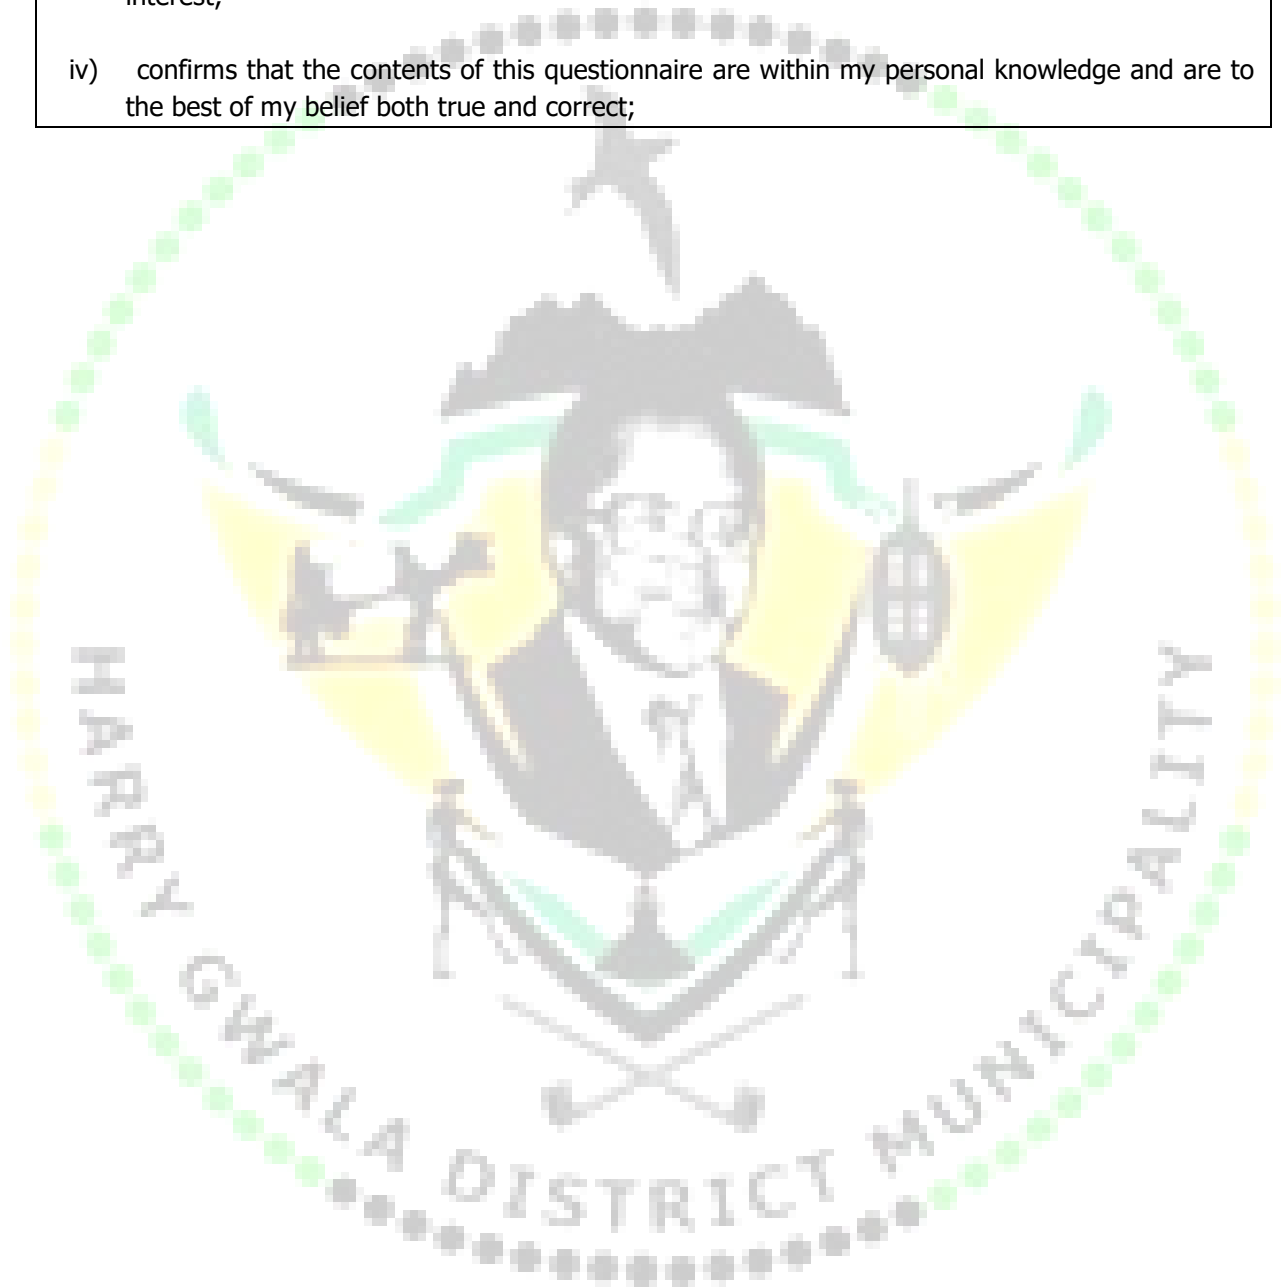 interest;
iv) confirms that the contents of this questionnaire are within my personal knowledge and are to
the best of my belief both true and correct;
HARRY GWALA DISTRICT MUNICIPALITY